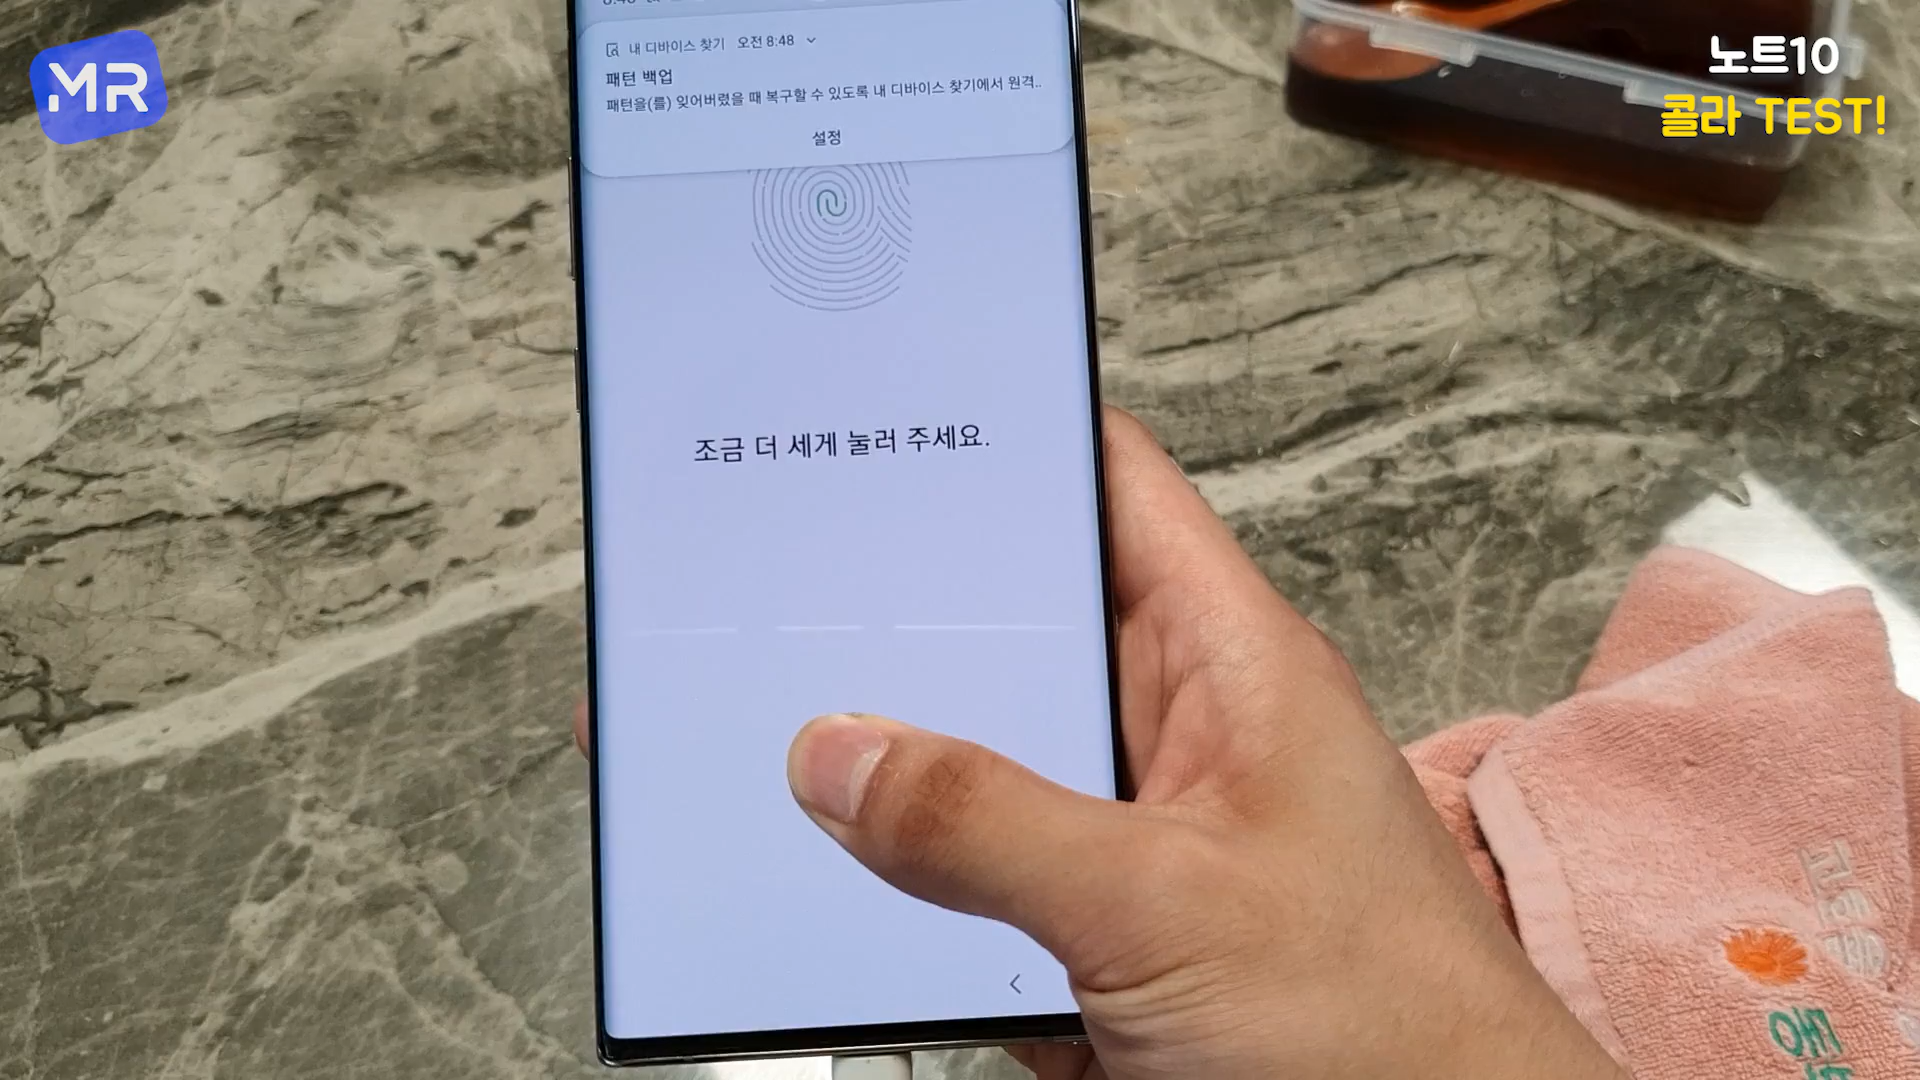 MR
노트10
콜라 TEST!
내 디바이스 찾기 오전 8:48
패턴 백업
패턴을(를) 잊어버렸을 때 복구할 수 있도록 내 디바이스 찾기에서 원격..
설정
조금 더 세게 눌러 주세요.